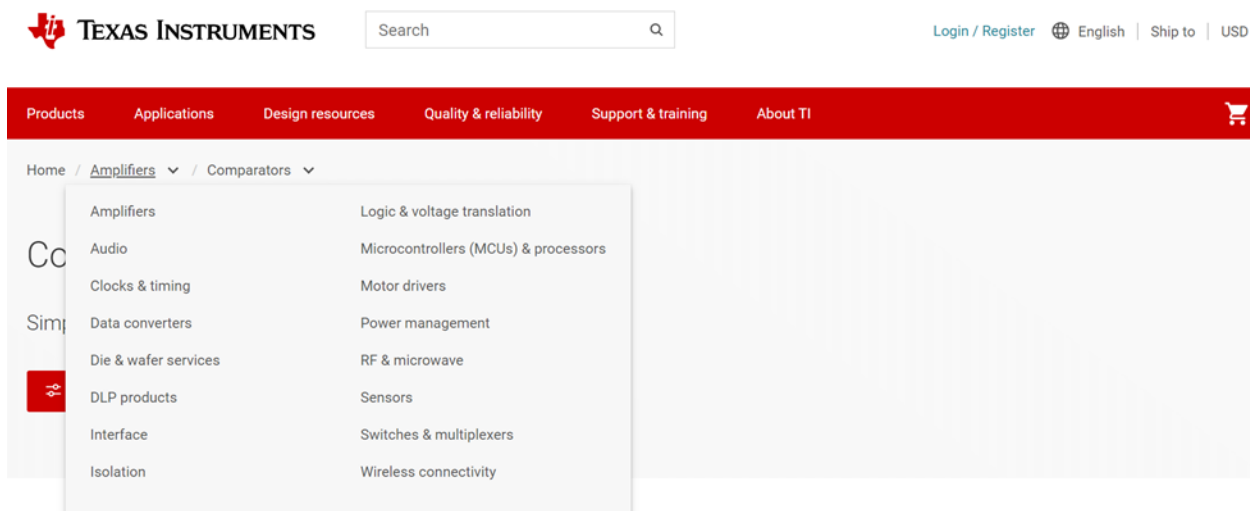 TEXAS INSTRUMENTS
Search
Login / Register English Ship to USD
Products Applications Design resources Quality & reliability Support & training About TI
Home / Amplifiers / Comparators
Amplifiers Logic & voltage translation
Co
Audio Microcontrollers (MCUs) & processors
Clocks & timing Motor drivers
Simp
Data converters Power management
Die & wafer services RF & microwave
DLP products Sensors
Interface Switches & multiplexers
Isolation Wireless connectivity